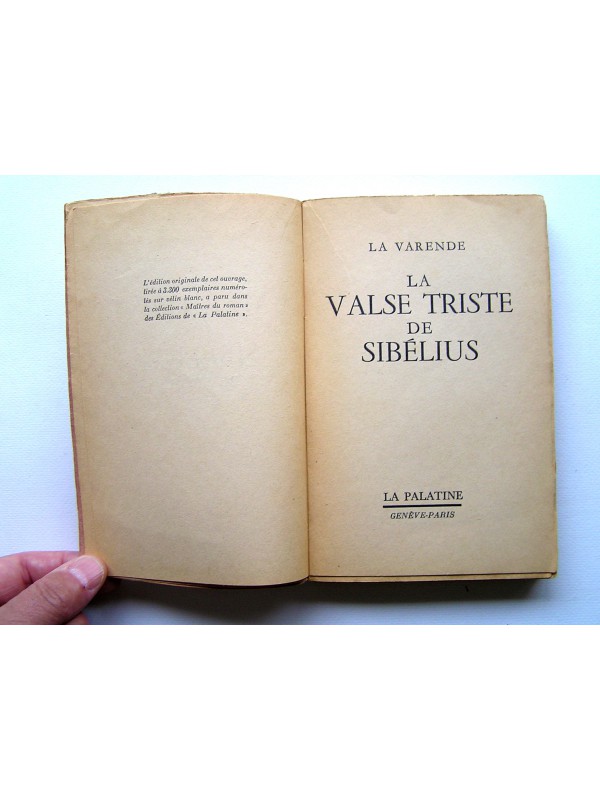 L'édition originale de cet ouvrage,
tirée à 3.300 exemplaires numéro-
tés sur vélin blanc, a paru dans
la collection « Maîtres du roman »
des Éditions de « La Palatine ».
LA VARENDE
LA
VALSE TRISTE
DE
SIBÉLIUS
LA PALATINE
GENÈVE-PARIS